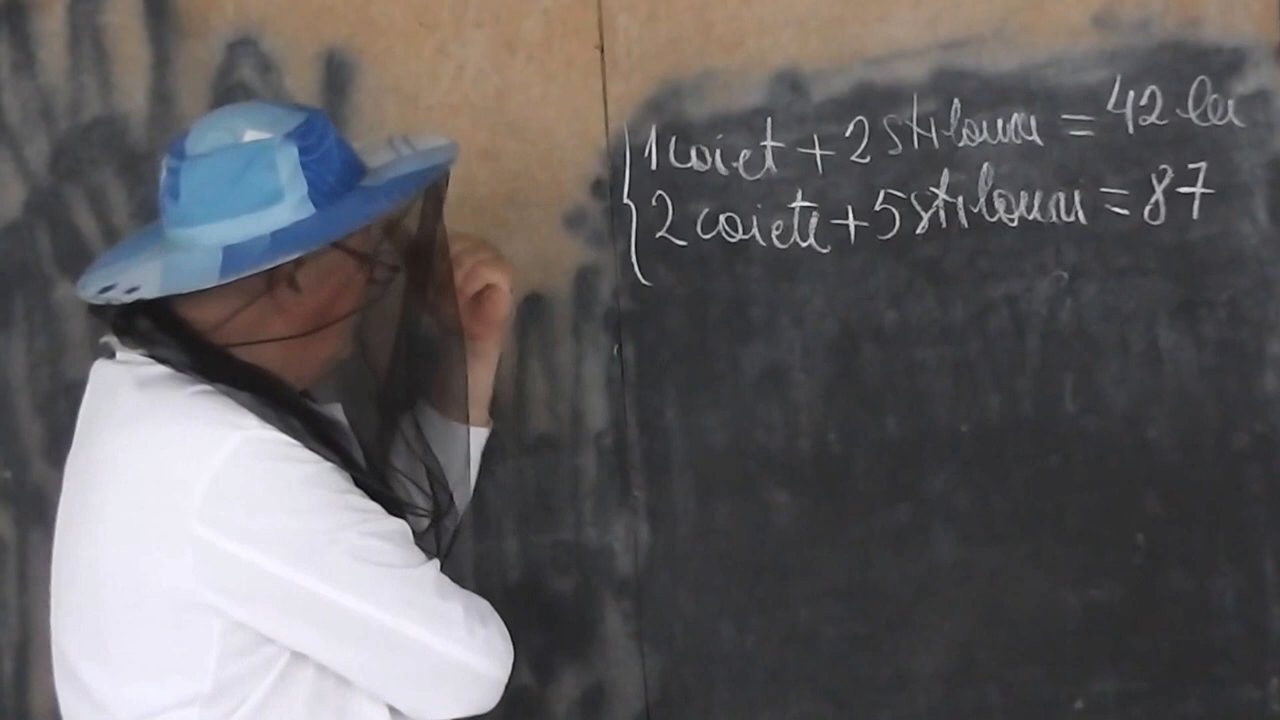 1 caiet + 2 stilouri = 42 lei
2 caiete + 5 stilouri = 87